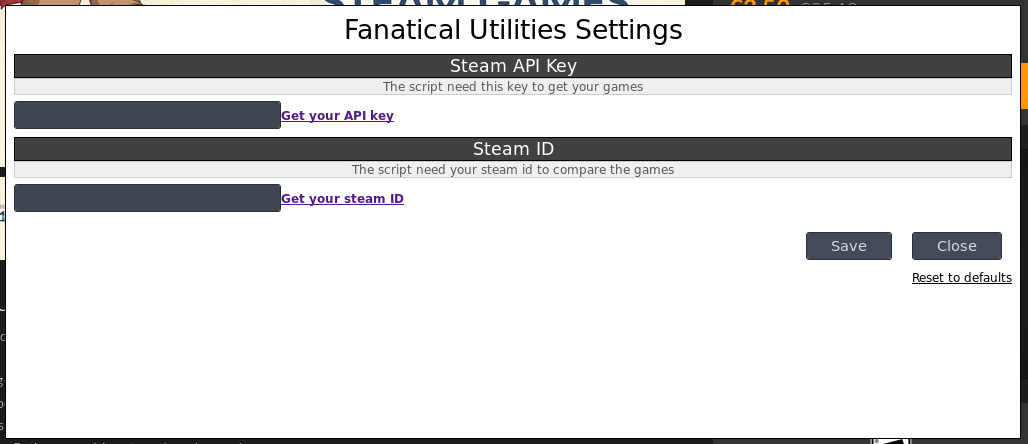 STEAM GAMES
Fanatical Utilities Settings
Steam API Key
The script need this key to get your games
Get your API key
Steam ID
The script need your steam id to compare the games
Get your steam ID
Save
Close
Reset to defaults